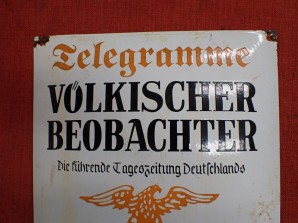 Telegramme
VÖLKISCHER
BEOBACHTER
Die führende Tageszeitung Deutschlands